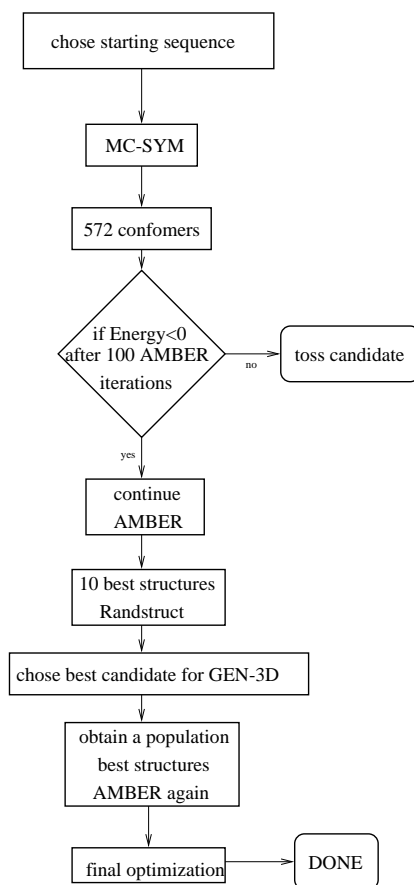 chose starting sequence
MC-SYM
572 confomers
if Energy<0
after 100 AMBER
iterations
no
toss candidate
yes
continue
AMBER
10 best structures
Randstruct
chose best candidate for GEN-3D
obtain a population
best structures
AMBER again
final optimization
DONE